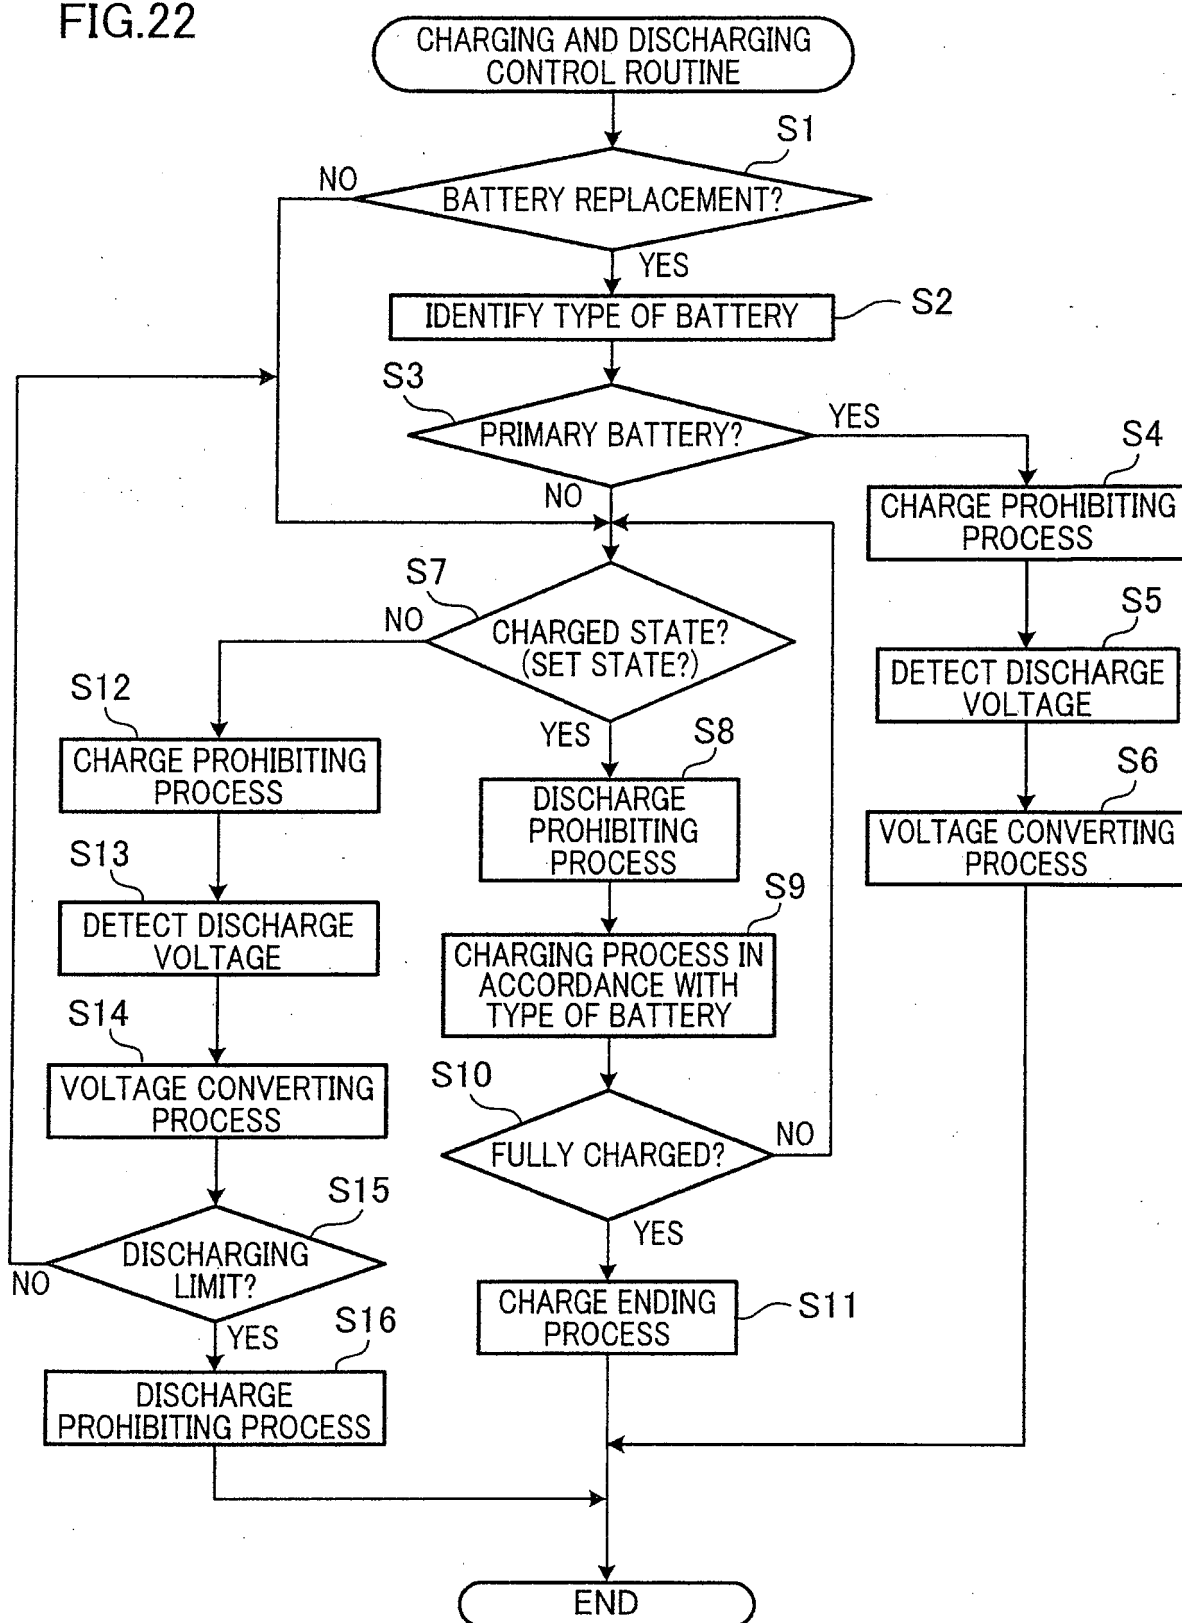 FIG.22
CHARGING AND DISCHARGING
CONTROL ROUTINE
S1
NO
BATTERY REPLACEMENT?
YES
S2
IDENTIFY TYPE OF BATTERY
S3
PRIMARY BATTERY?
YES
NO
S4
CHARGE PROHIBITING
PROCESS
S5
DETECT DISCHARGE
VOLTAGE
S6
VOLTAGE CONVERTING
PROCESS
S7
NO
CHARGED STATE?
(SET STATE?)
YES
S8
DISCHARGE
PROHIBITING
PROCESS
S9
CHARGING PROCESS IN
ACCORDANCE WITH
TYPE OF BATTERY
S10
FULLY CHARGED?
NO
YES
CHARGE ENDING
PROCESS
S11
S12
CHARGE PROHIBITING
PROCESS
S13
DETECT DISCHARGE
VOLTAGE
S14
VOLTAGE CONVERTING
PROCESS
S15
DISCHARGING
LIMIT?
NO
YES
S16
DISCHARGE
PROHIBITING PROCESS
END